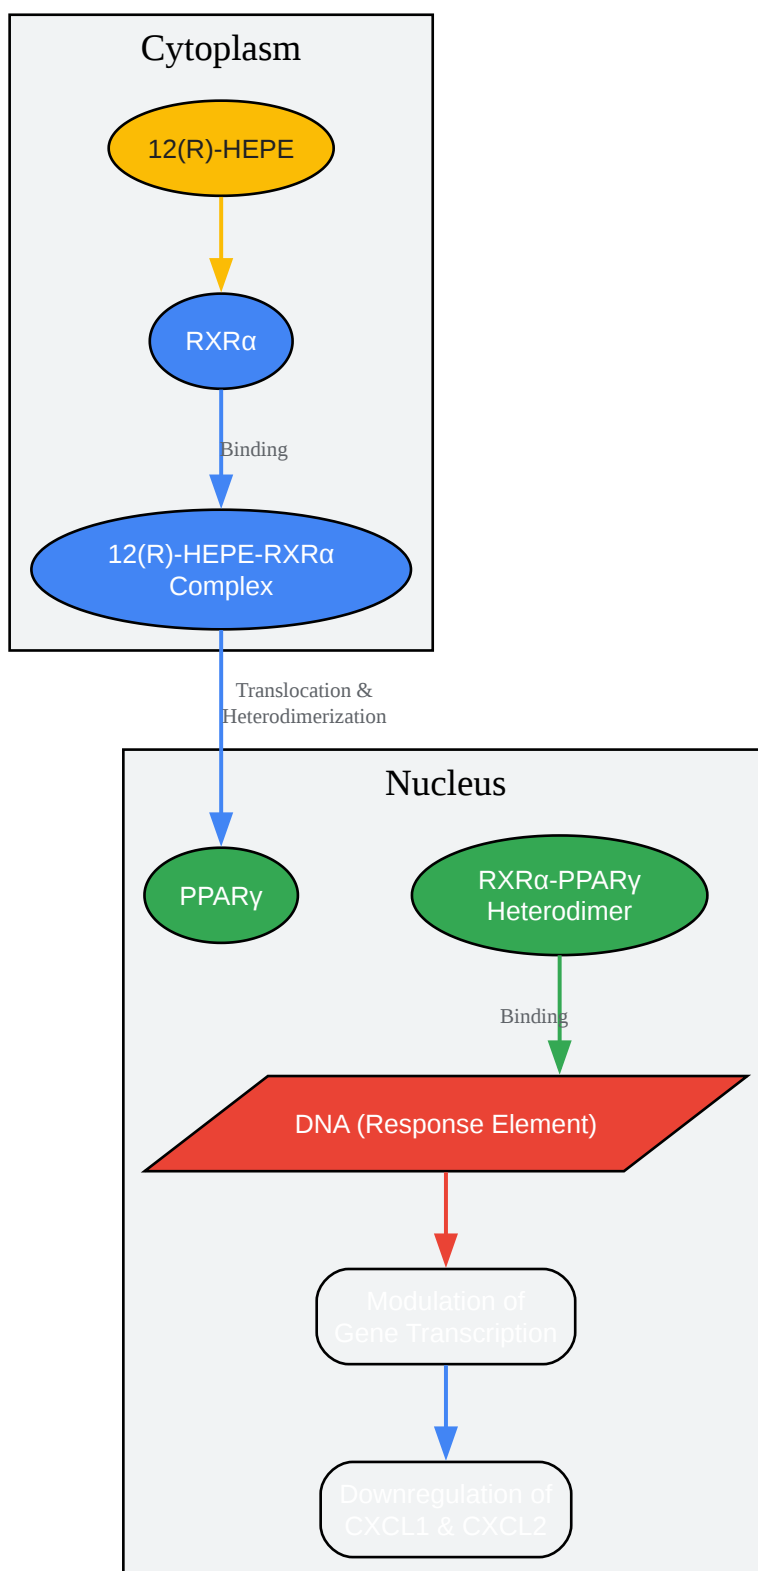 Cytoplasm
12(R)-HEPE
RXRα
Binding
12(R)-HEPE-RXRα
Complex
Translocation &
Heterodimerization
Nucleus
PPARγ
RXRα-PPARγ
Heterodimer
Binding
DNA (Response Element)
Modulation of
Gene Transcription
Downregulation of
CXCL1 & CXCL2